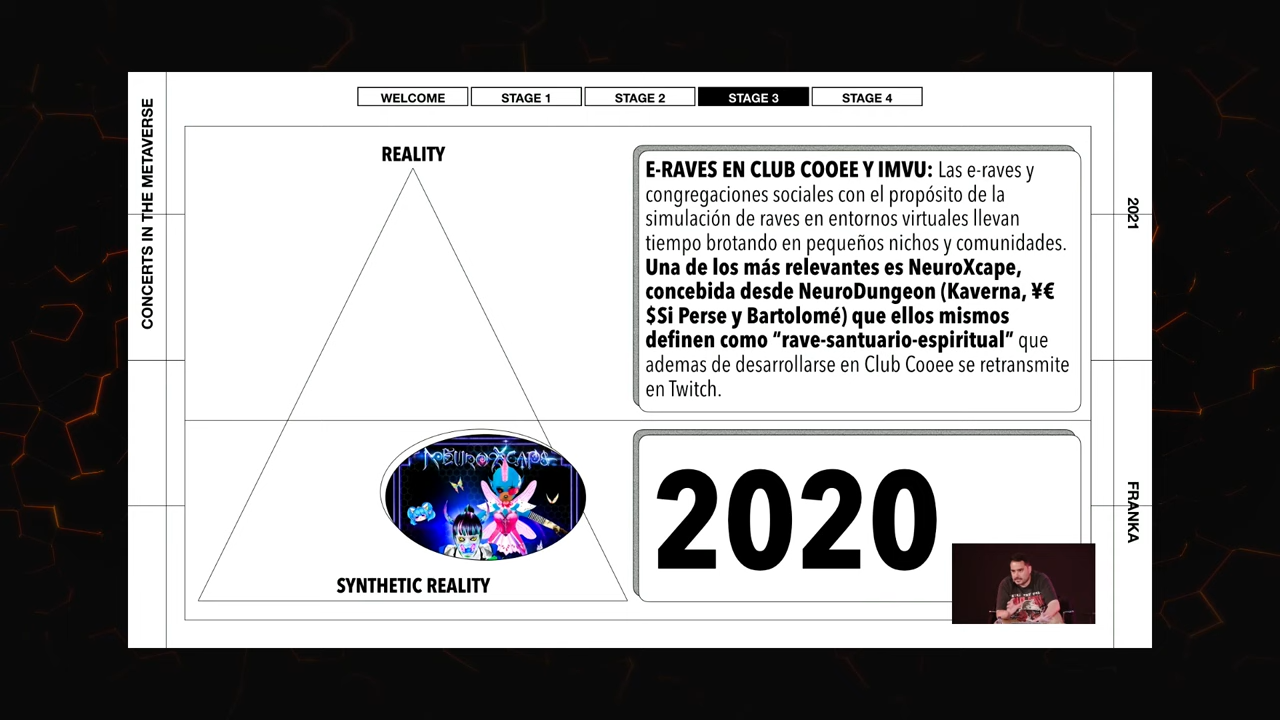 WELCOME
STAGE 1
STAGE 2
STAGE 3
STAGE 4
CONCERTS IN THE METAVERSE
REALITY
E-RAVES EN CLUB COOEE Y IMVU: Las e-raves y
congregaciones sociales con el propósito de la
simulación de raves en entornos virtuales llevan
tiempo brotando en pequeños nichos y comunidades.
Una de los más relevantes es NeuroXcape,
concebida desde NeuroDungeon (Kaverna, ¥€
$Si Perse y Bartolomé) que ellos mismos
definen como “rave-santuario-espiritual” que
ademas de desarrollarse en Club Cooee se retransmite
en Twitch.
2021
SYNTHETIC REALITY
2020
FRANKA